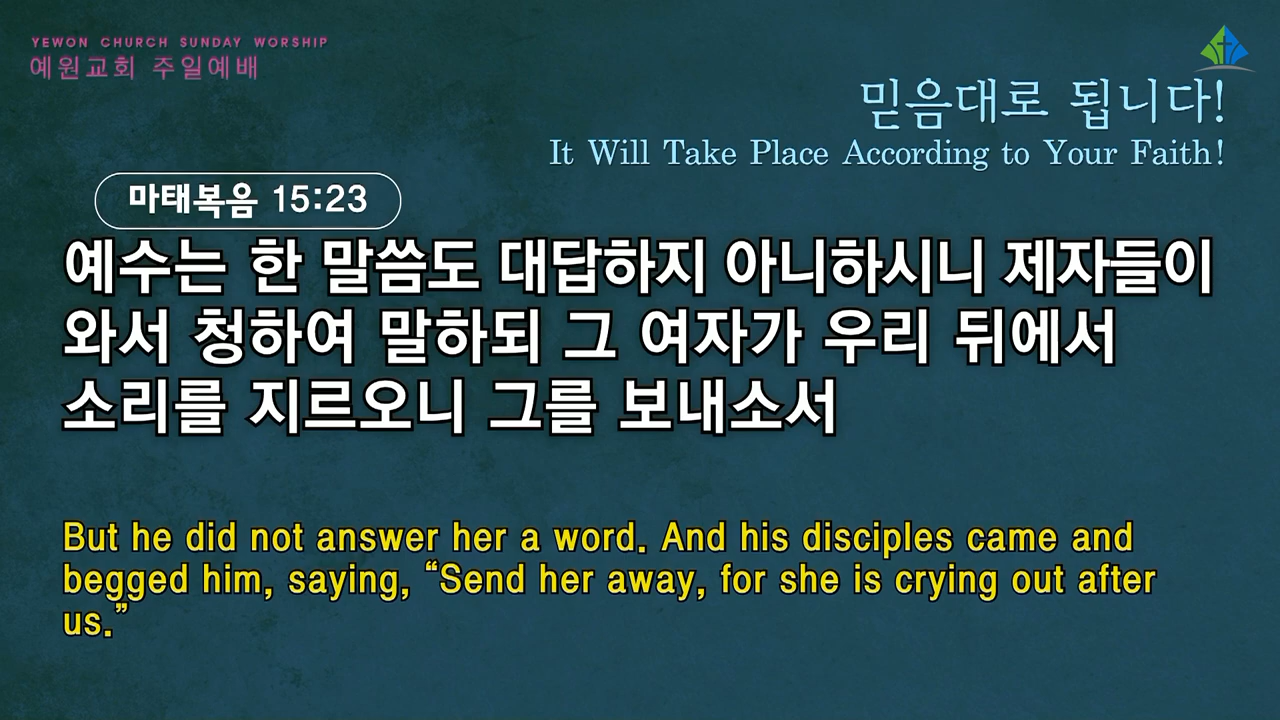 YEWON CHURCH SUNDAY WORSHIP
예원교회 주일예배
믿음대로 됩니다!
It Will Take Place According to Your Faith!
마태복음 15:23
예수는 한 말씀도 대답하지 아니하시니 제자들이
와서 청하여 말하되 그 여자가 우리 뒤에서
소리를 지르오니 그를 보내소서
But he did not answer her a word. And his disciples came and
begged him, saying, “Send her away, for she is crying out after
us.”